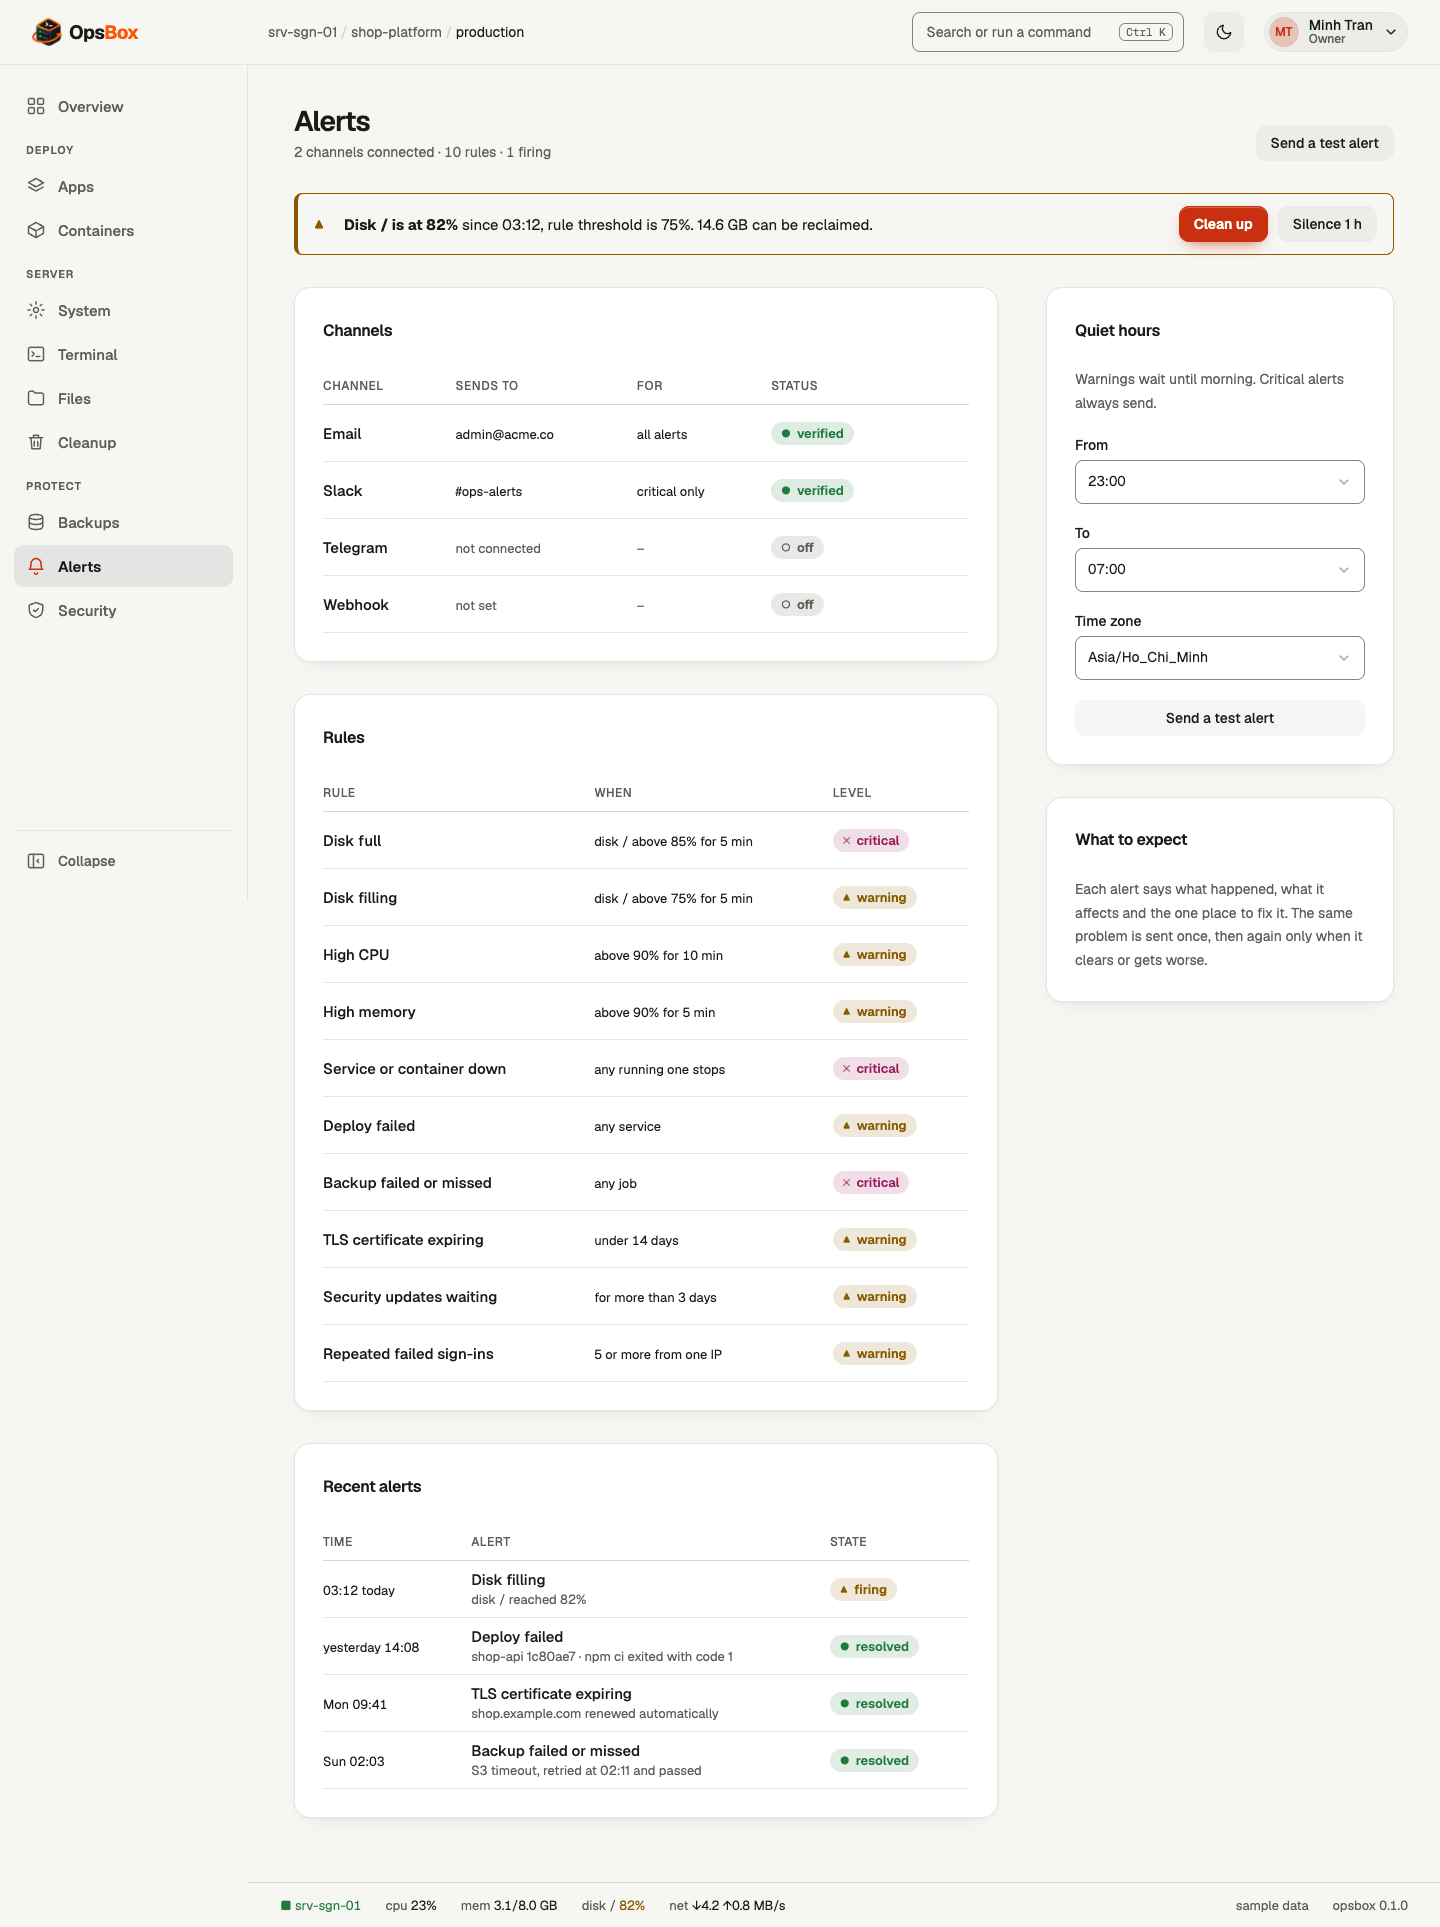 OpsBox
srv-sgn-01 / shop-platform / production
Search or run a command Ctrl K
MT
Minh Tran
Owner
Overview
DEPLOY
Apps
Containers
SERVER
System
Terminal
Files
Cleanup
PROTECT
Backups
Alerts
Security
Collapse
Alerts
2 channels connected · 10 rules · 1 firing
Send a test alert
Disk / is at 82% since 03:12, rule threshold is 75%. 14.6 GB can be reclaimed.
Clean up
Silence 1 h
Channels
CHANNEL SENDS TO FOR STATUS
Email admin@acme.co all alerts verified
Slack #ops-alerts critical only verified
Telegram not connected – off
Webhook not set – off
Rules
RULE WHEN LEVEL
Disk full disk / above 85% for 5 min critical
Disk filling disk / above 75% for 5 min warning
High CPU above 90% for 10 min warning
High memory above 90% for 5 min warning
Service or container down any running one stops critical
Deploy failed any service warning
Backup failed or missed any job critical
TLS certificate expiring under 14 days warning
Security updates waiting for more than 3 days warning
Repeated failed sign-ins 5 or more from one IP warning
Recent alerts
TIME ALERT STATE
03:12 today Disk filling firing
disk / reached 82%
yesterday 14:08 Deploy failed resolved
shop-api 1c80ae7 · npm ci exited with code 1
Mon 09:41 TLS certificate expiring resolved
shop.example.com renewed automatically
Sun 02:03 Backup failed or missed resolved
S3 timeout, retried at 02:11 and passed
Quiet hours
Warnings wait until morning. Critical alerts
always send.
From
23:00
To
07:00
Time zone
Asia/Ho_Chi_Minh
Send a test alert
What to expect
Each alert says what happened, what it
affects and the one place to fix it. The same
problem is sent once, then again only when it
clears or gets worse.
srv-sgn-01 cpu 23% mem 3.1/8.0 GB disk / 82% net ↓4.2 ↑0.8 MB/s sample data opsbox 0.1.0